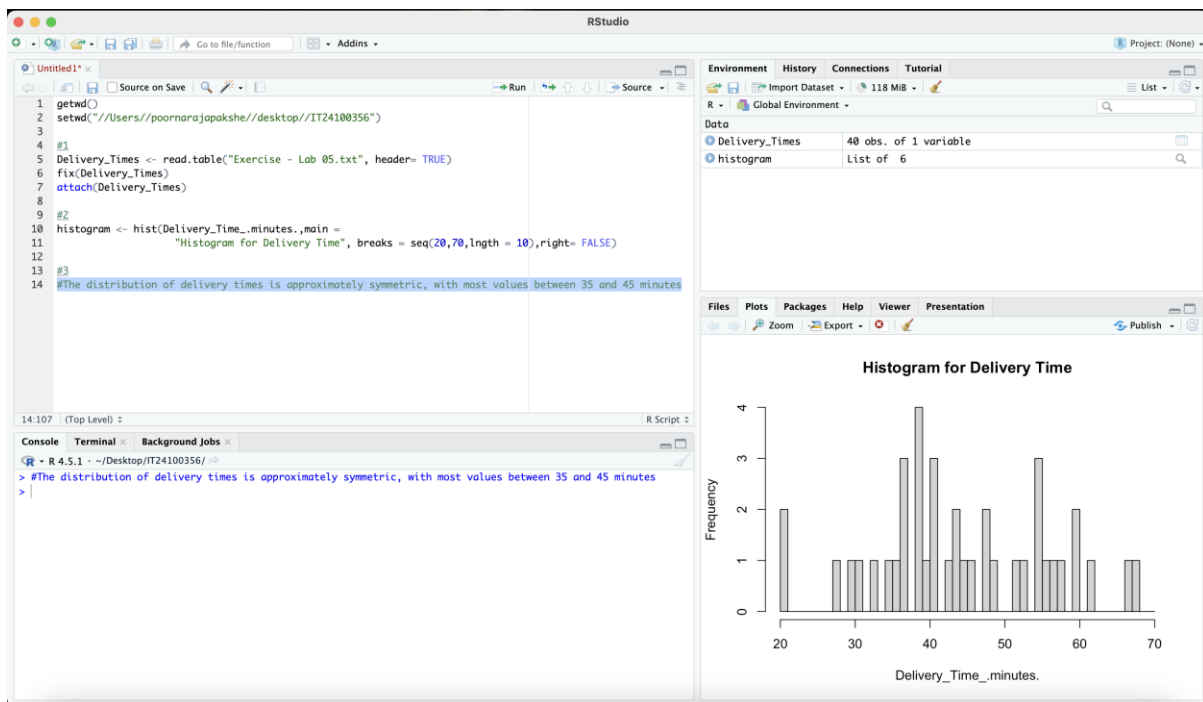 RStudio
Go to file/function
Addins
Project: (None)
Untitled1*
Source on Save
Run
Source
1 getwd()
2 setwd("//Users//poornarajapakshe//desktop//IT24100356")
3
4 #1
5 Delivery_Times <- read.table("Exercise - Lab 05.txt", header= TRUE)
6 fix(Delivery_Times)
7 attach(Delivery_Times)
8
9 #2
10 histogram <- hist(Delivery_Time_.minutes.,main =
11 "Histogram for Delivery Time", breaks = seq(20,70,lngth = 10),right= FALSE)
12
13 #3
14 #The distribution of delivery times is approximately symmetric, with most values between 35 and 45 minutes
14:107 (Top Level) R Script
Console Terminal Background Jobs
R 4.5.1 · ~/Desktop/IT24100356/
> #The distribution of delivery times is approximately symmetric, with most values between 35 and 45 minutes
>
Environment History Connections Tutorial
Import Dataset 118 MiB List
R Global Environment
Data
Delivery_Times 40 obs. of 1 variable
histogram List of 6
Files Plots Packages Help Viewer Presentation
Zoom Export Publish
Histogram for Delivery Time
Frequency
4
3
2
1
0
20 30 40 50 60 70
Delivery_Time_.minutes.